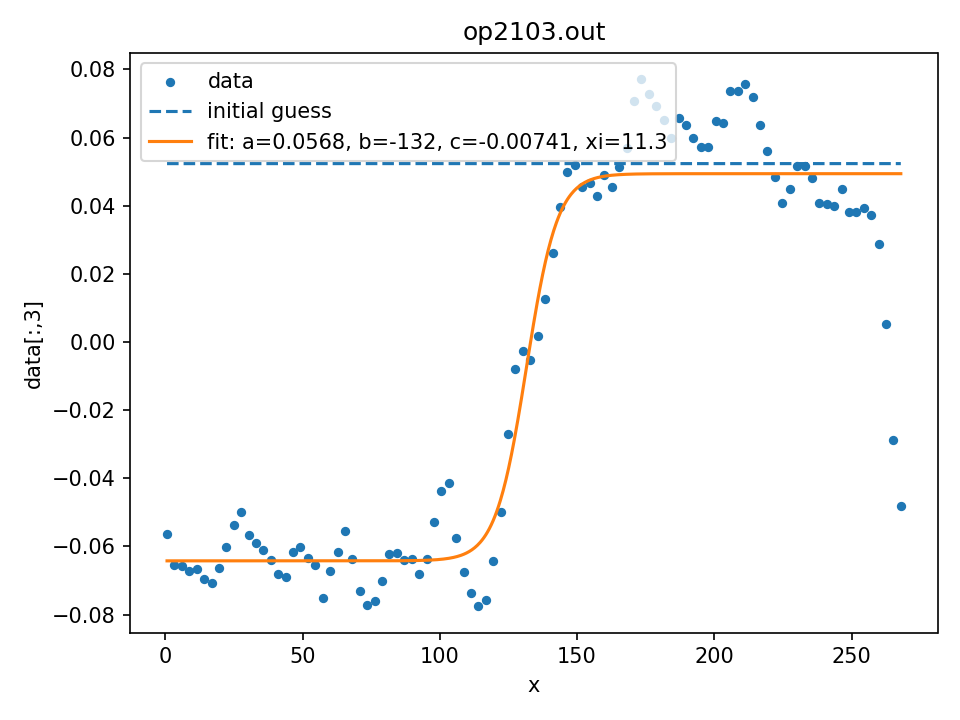 op2103.out
data
initial guess
fit: a=0.0568, b=-132, c=-0.00741, xi=11.3
0.08
0.06
0.04
0.02
0.00
−0.02
−0.04
−0.06
−0.08
data[:,3]
0 50 100 150 200 250
x